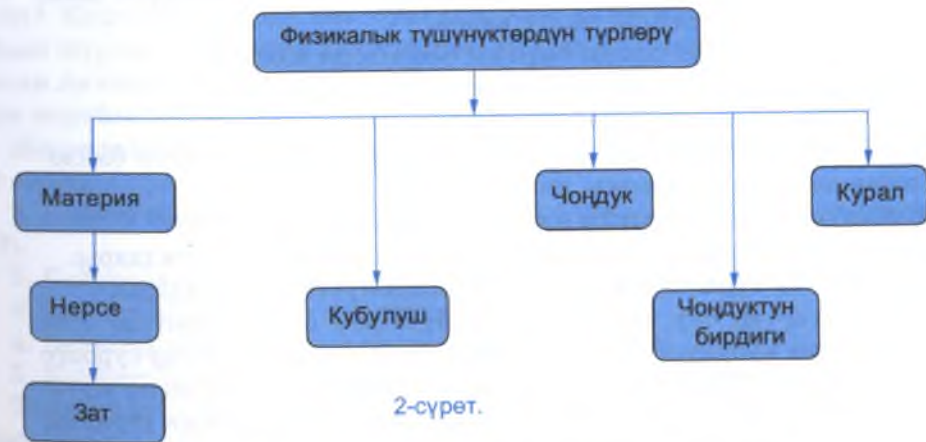 Физикалык түшүнүктөрдүн түрлөрү
Материя
Чоңдук
Курал
Нерсе
Кубулуш
Чоңдуктун
бирдиги
Зат
2-сүрөт.